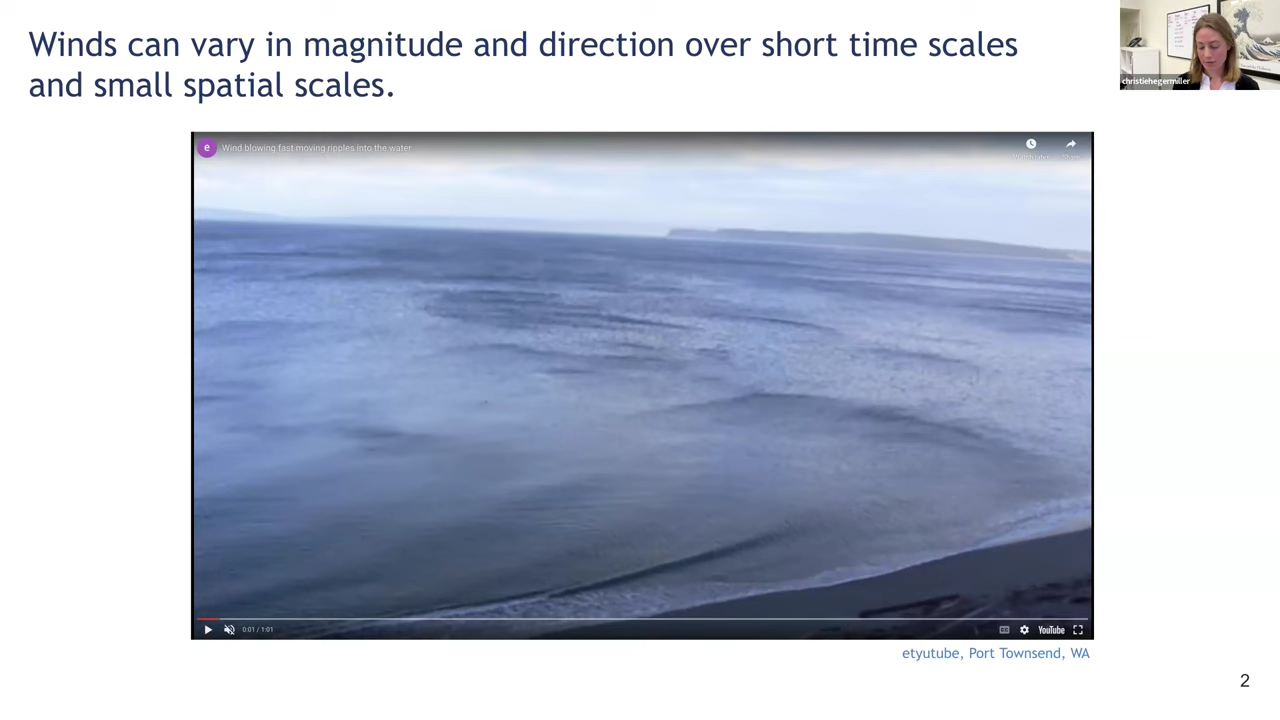 Winds can vary in magnitude and direction over short time scales
and small spatial scales.
christiehegermiller
e
Wind blowing fast moving ripples into the water
0:01 / 1:01
CC
YouTube
etyutube, Port Townsend, WA
2